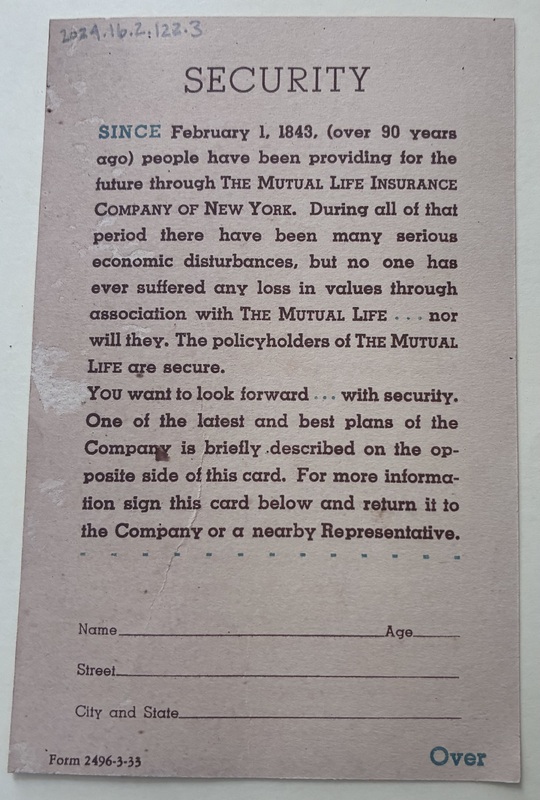 2024.16.2.122.3
SECURITY
SINCE February 1, 1843, (over 90 years
ago) people have been providing for the
future through THE MUTUAL LIFE INSURANCE
COMPANY OF NEW YORK. During all of that
period there have been many serious
economic disturbances, but no one has
ever suffered any loss in values through
association with THE MUTUAL LIFE ... nor
will they. The policyholders of THE MUTUAL
LIFE are secure.
YOU want to look forward ... with security.
One of the latest and best plans of the
Company is briefly described on the op-
posite side of this card. For more informa-
tion sign this card below and return it to
the Company or a nearby Representative.
Name Age
Street
City and State
Form 2496-3-33
Over